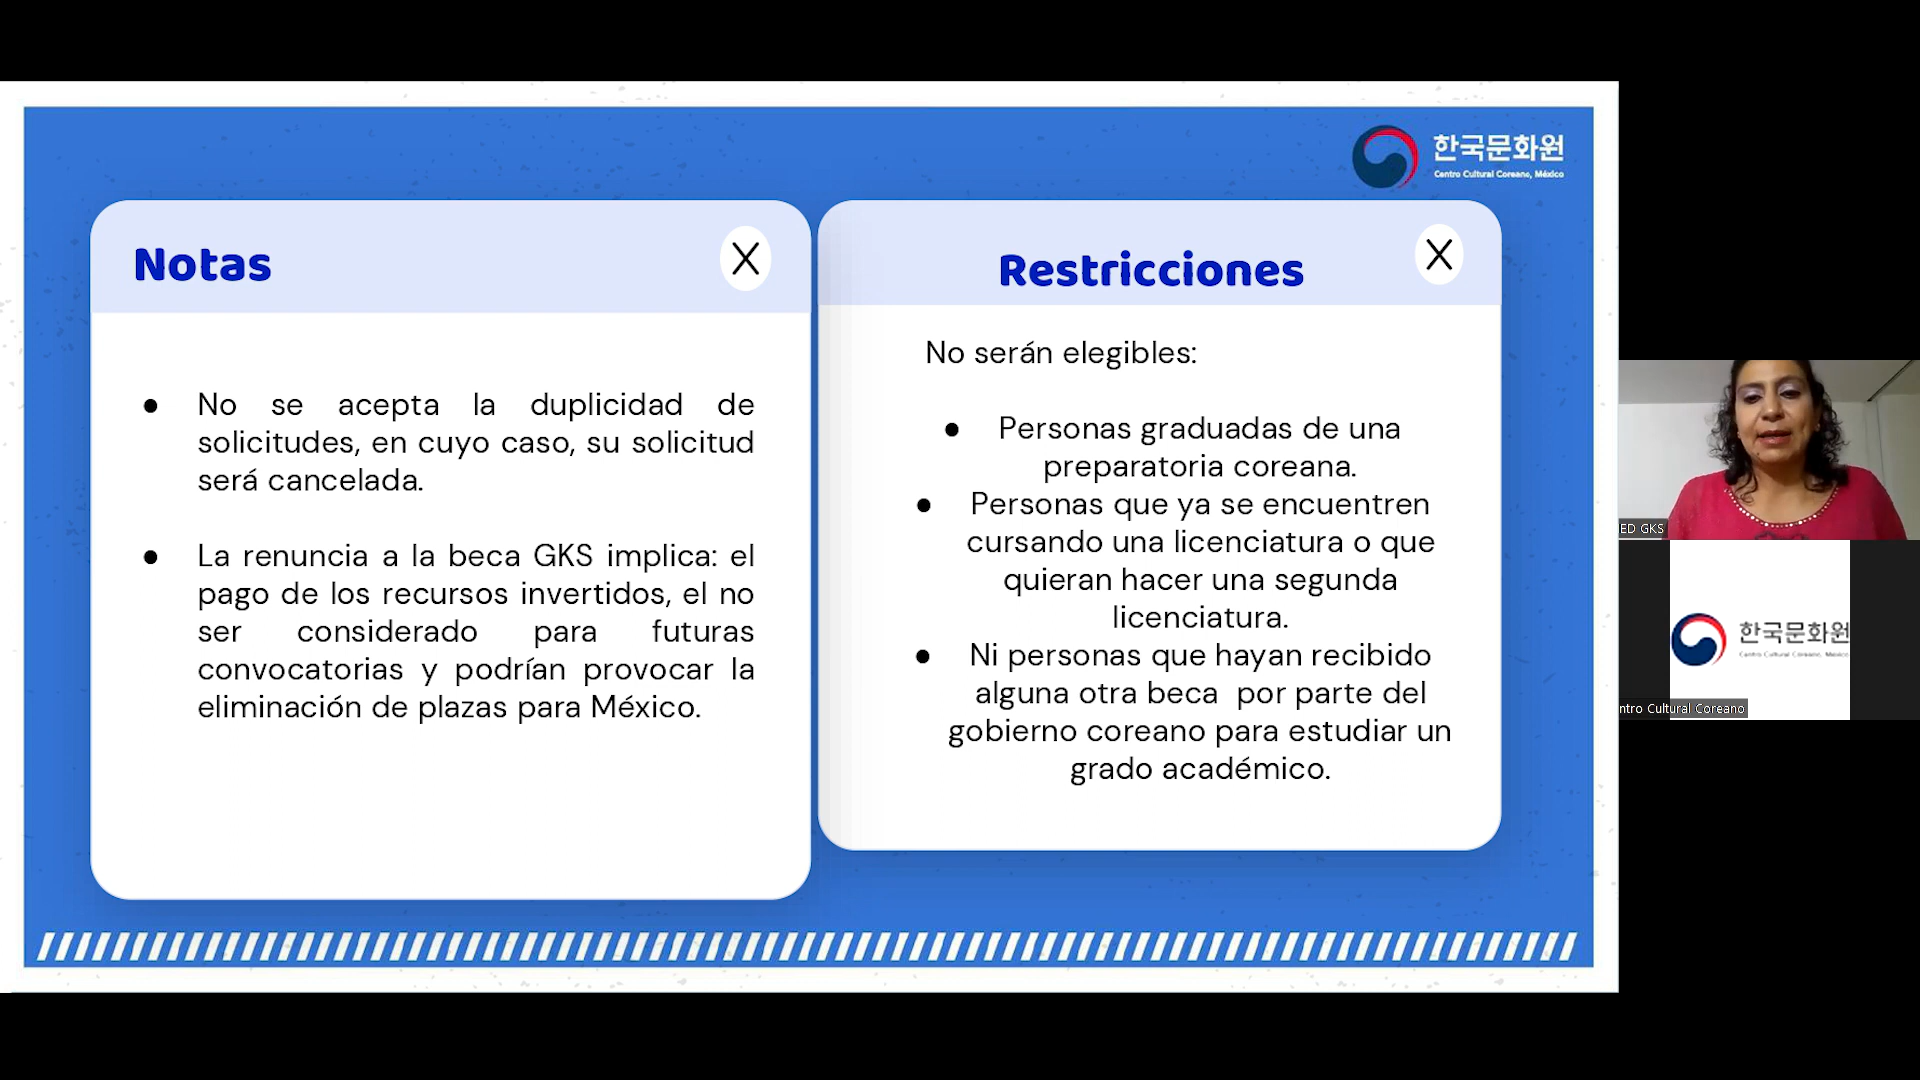 한국문화원
Centro Cultural Coreano, México
Notas
X
No se acepta la duplicidad de
solicitudes, en cuyo caso, su solicitud
será cancelada.
La renuncia a la beca GKS implica: el
pago de los recursos invertidos, el no
ser considerado para futuras
convocatorias y podrían provocar la
eliminación de plazas para México.
Restricciones
X
No serán elegibles:
Personas graduadas de una
preparatoria coreana.
Personas que ya se encuentren
cursando una licenciatura o que
quieran hacer una segunda
licenciatura.
Ni personas que hayan recibido
alguna otra beca por parte del
gobierno coreano para estudiar un
grado académico.
ED GKS
한국문화원
Centro Cultural Coreano, México
ntro Cultural Coreano